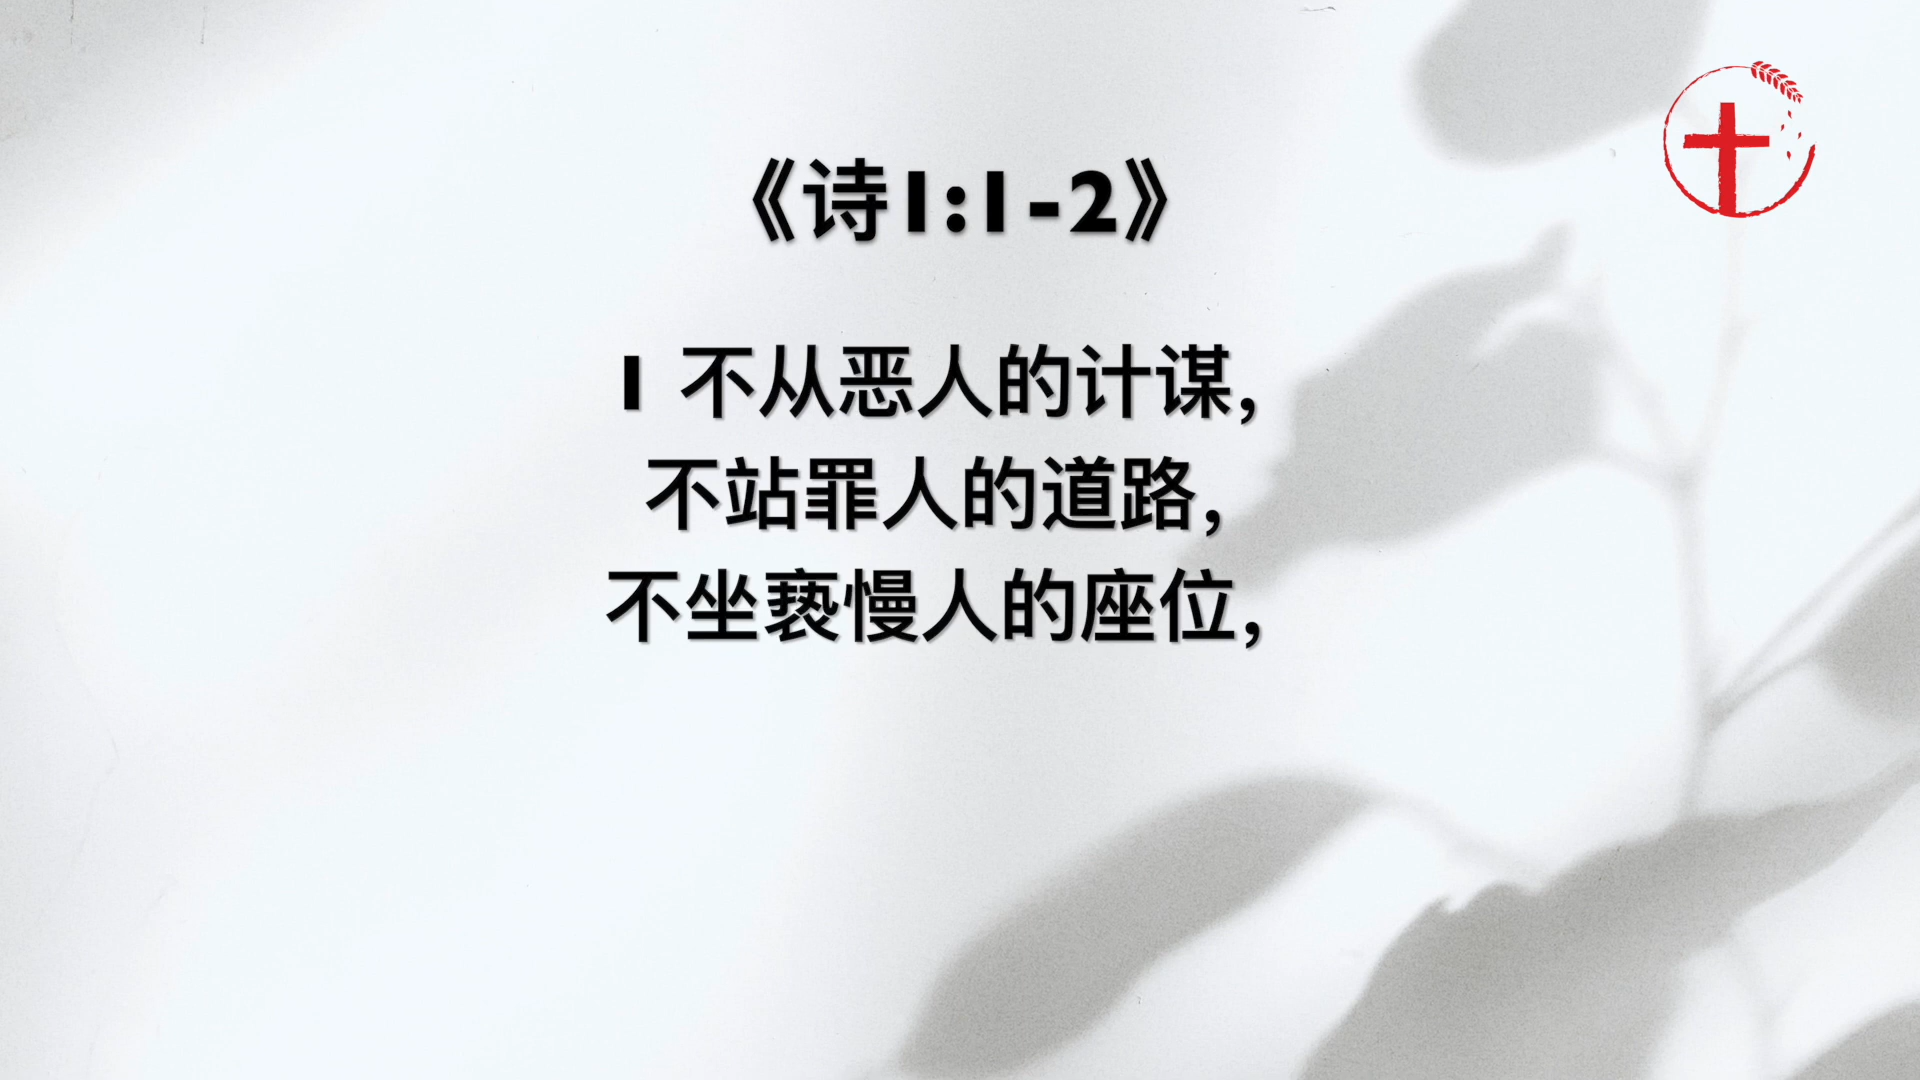 《诗1:1-2》
1 不从恶人的计谋，
不站罪人的道路，
不坐亵慢人的座位，